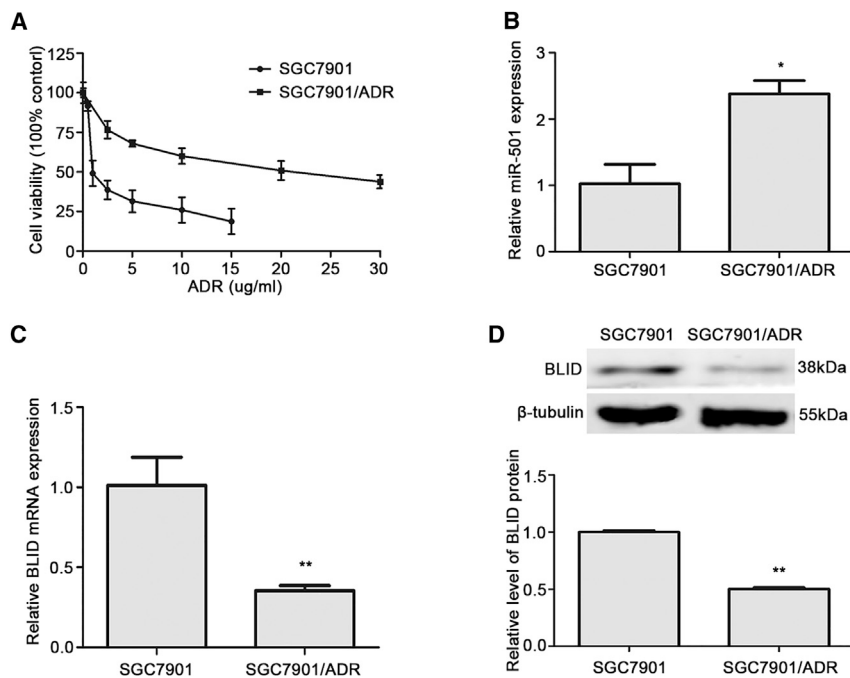 A
Cell viability (100% contorl)
125
100
75
50
25
0
0 5 10 15 20 25 30
ADR (ug/ml)
SGC7901
SGC7901/ADR
B
Relative miR-501 expression
3
2
1
0
*
SGC7901 SGC7901/ADR
C
Relative BLID mRNA expression
1.5
1.0
0.5
0.0
**
SGC7901 SGC7901/ADR
D
SGC7901 SGC7901/ADR
BLID 38kDa
β-tubulin 55kDa
Relative level of BLID protein
1.5
1.0
0.5
0.0
**
SGC7901 SGC7901/ADR